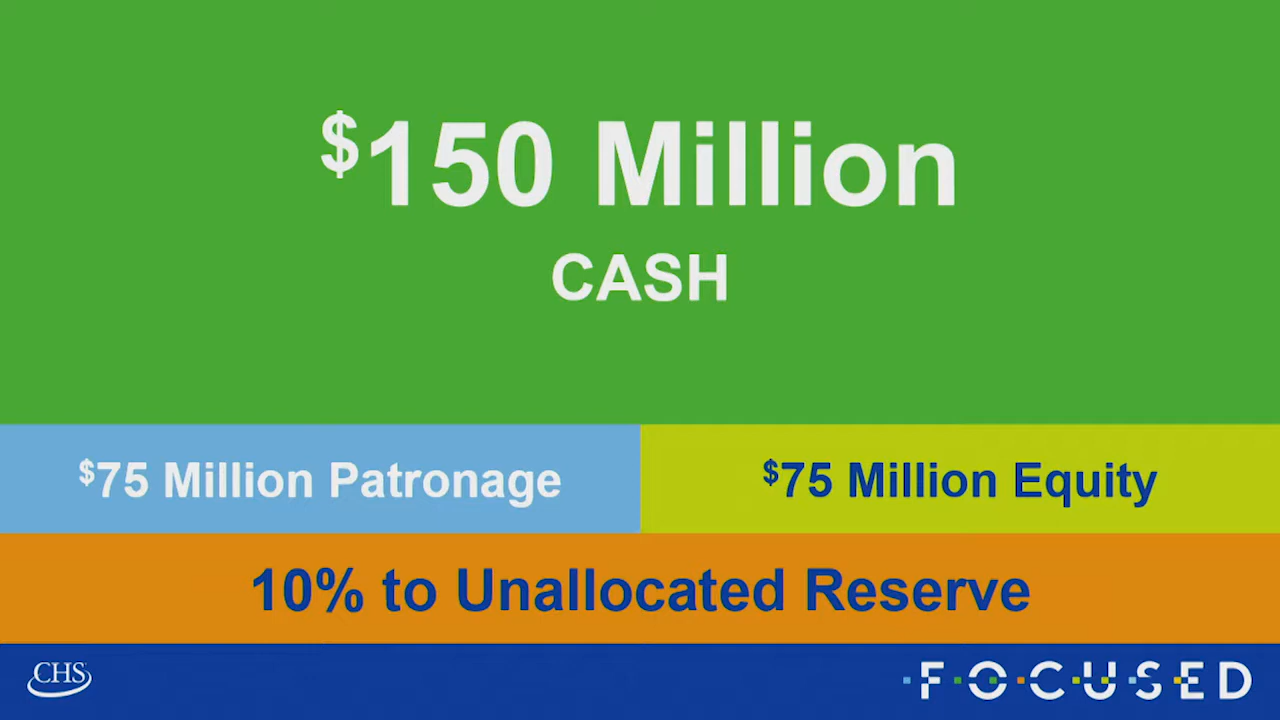 $150 Million
CASH
$75 Million Patronage
$75 Million Equity
10% to Unallocated Reserve
CHS
FOCUSED